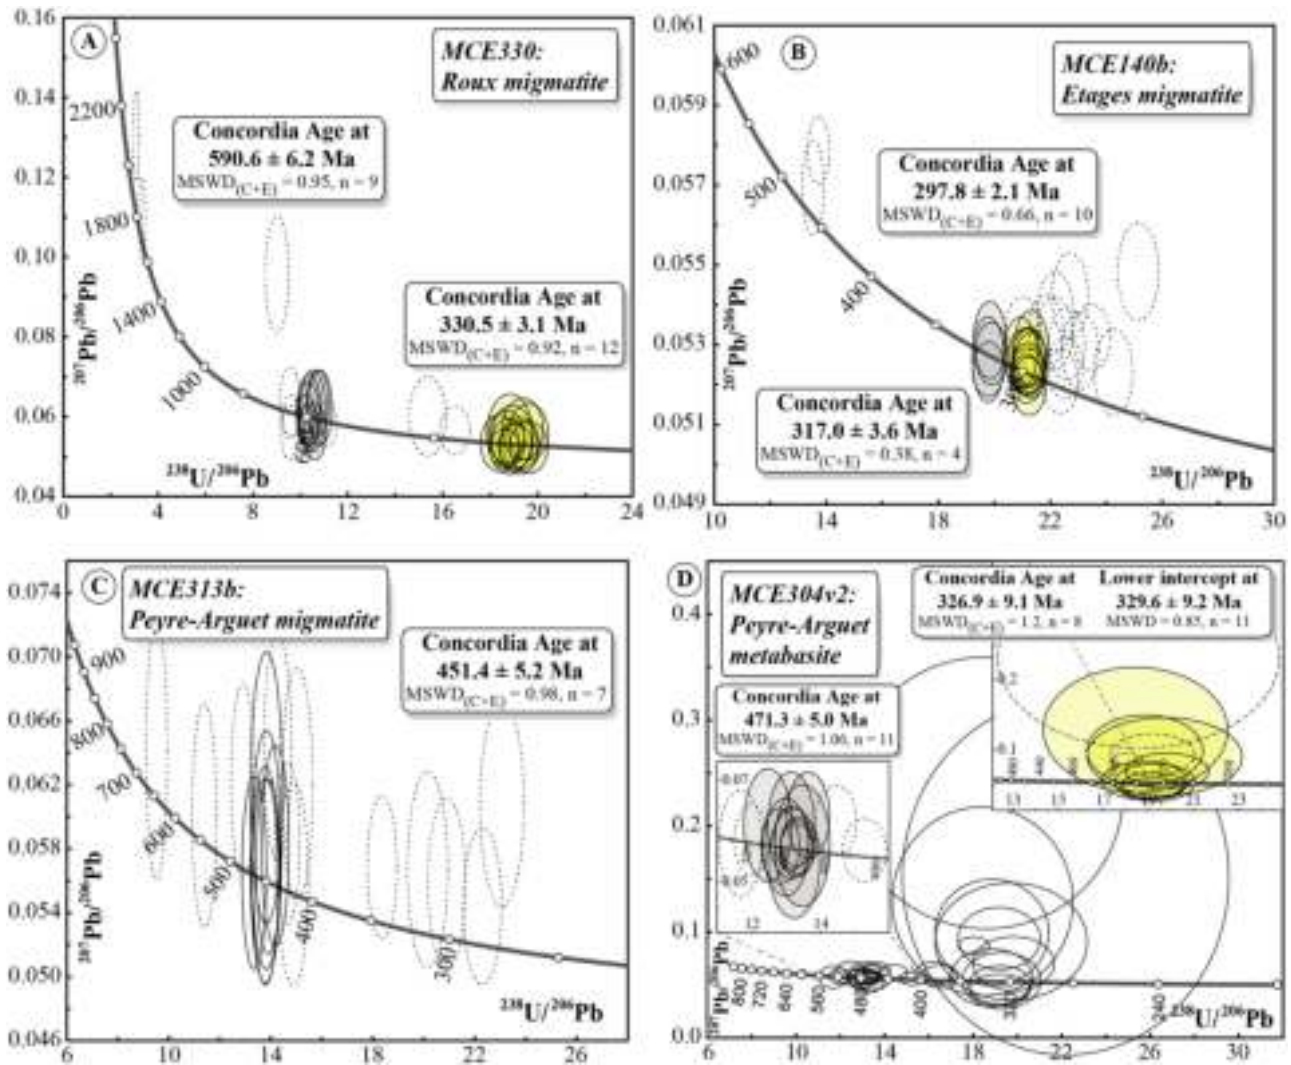 A
MCE330:
Roux migmatite
Concordia Age at
590.6 ± 6.2 Ma
MSWD(C+E) = 0.95, n = 9
Concordia Age at
330.5 ± 3.1 Ma
MSWD(C+E) = 0.92, n = 12
2200
1800
1400
1000
0.16
0.14
0.12
0.10
0.08
0.06
0.04
207Pb/206Pb
238U/206Pb
0 4 8 12 16 20 24
B
MCE140b:
Etages migmatite
Concordia Age at
297.8 ± 2.1 Ma
MSWD(C+E) = 0.66, n = 10
Concordia Age at
317.0 ± 3.6 Ma
MSWD(C+E) = 0.38, n = 4
600
500
400
0.061
0.059
0.057
0.055
0.053
0.051
0.049
207Pb/206Pb
238U/206Pb
10 14 18 22 26 30
C
MCE313b:
Peyre-Arguet migmatite
Concordia Age at
451.4 ± 5.2 Ma
MSWD(C+E) = 0.98, n = 7
900
800
700
600
500
400
300
0.074
0.070
0.066
0.062
0.058
0.054
0.050
0.046
207Pb/206Pb
238U/206Pb
6 10 14 18 22 26
D
MCE304v2:
Peyre-Arguet
metabasite
Concordia Age at
326.9 ± 9.1 Ma
MSWD(C+E) = 1.2, n = 8
Lower intercept at
329.6 ± 9.2 Ma
MSWD = 0.85, n = 11
Concordia Age at
471.3 ± 5.0 Ma
MSWD(C+E) = 1.06, n = 11
0.07
0.05
12 14
0.2
0.1
13 15 17 21 23
0.4
0.3
0.2
0.1
0.0
207Pb/206Pb
800 720 640 560 480 400 240
238U/206Pb
6 10 14 18 22 26 30